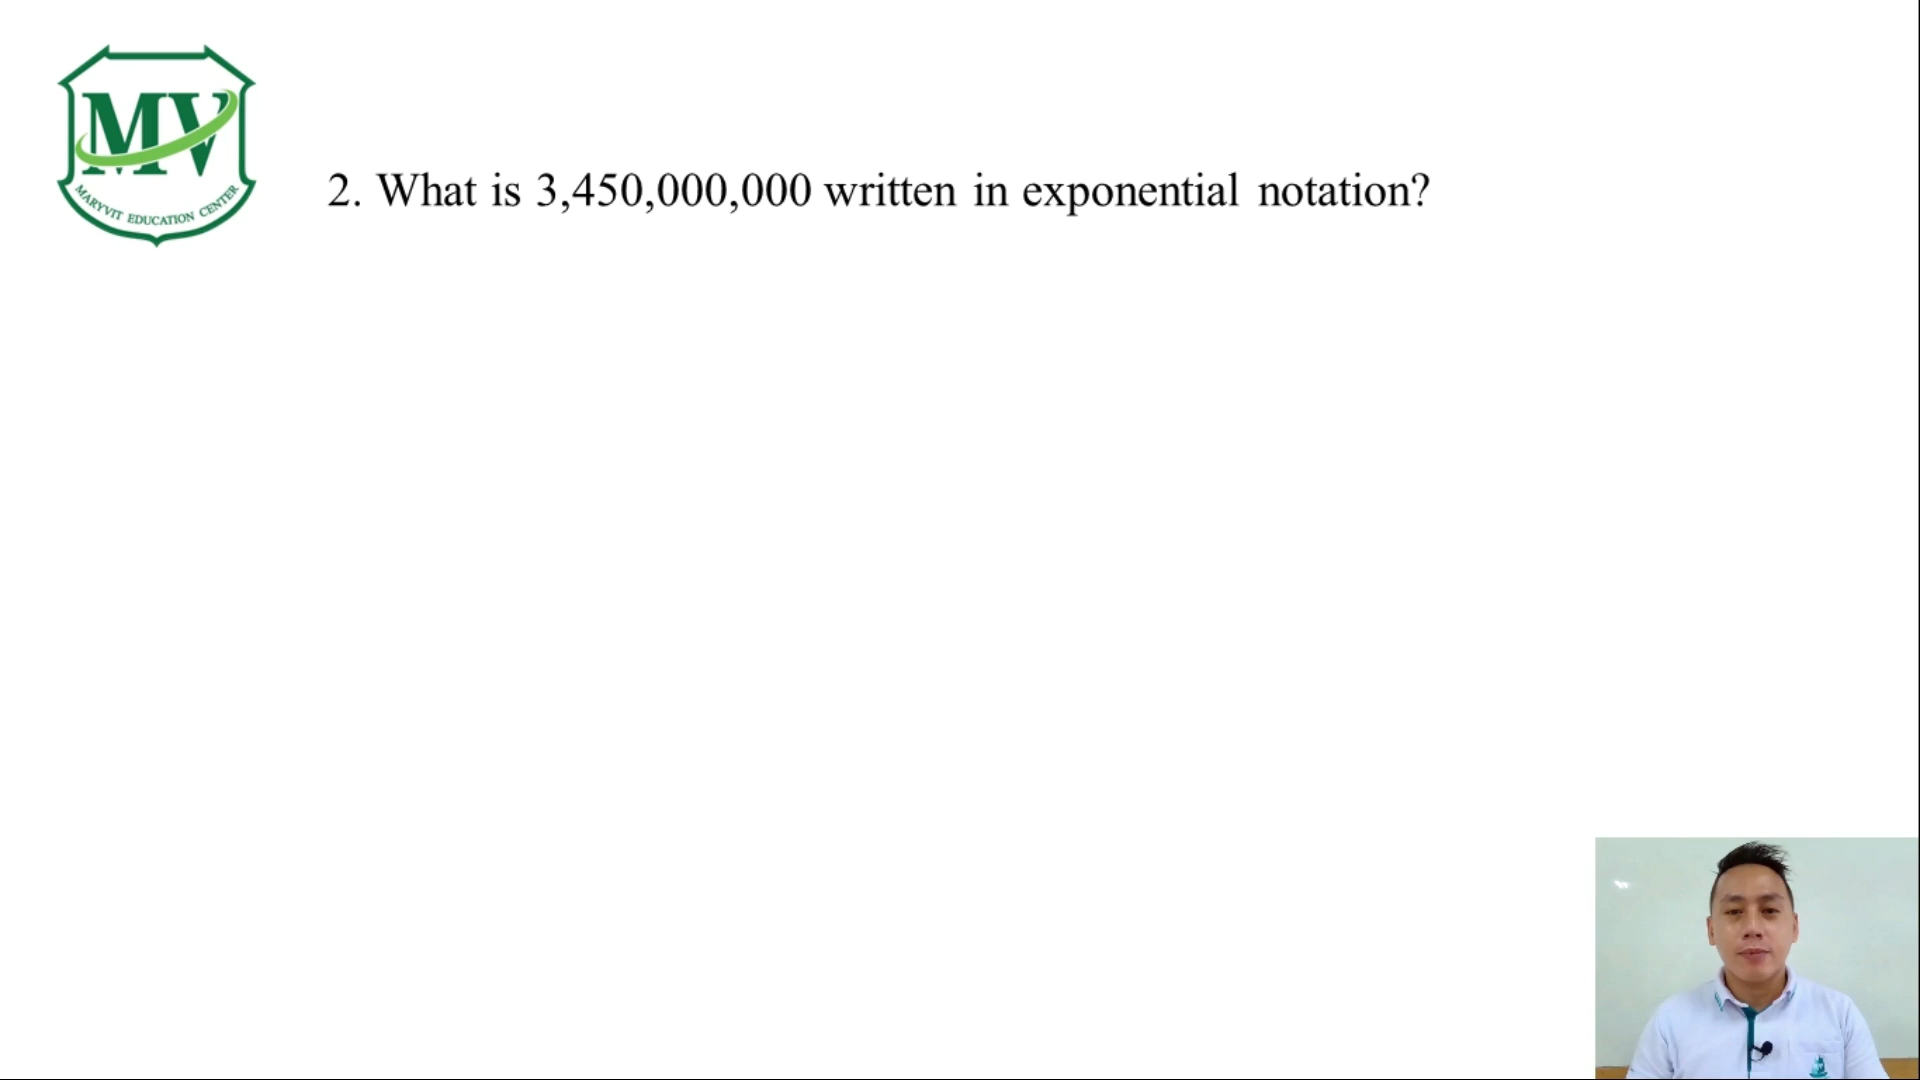 MV
MARYVIT EDUCATION CENTER
2. What is 3,450,000,000 written in exponential notation?